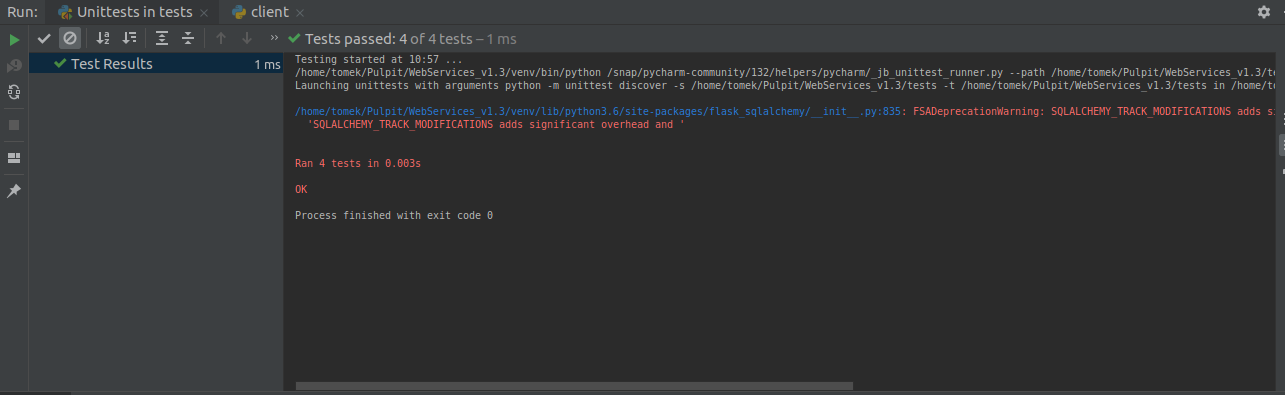 Run: Unittests in tests × client ×
Tests passed: 4 of 4 tests – 1 ms
Test Results 1 ms
Testing started at 10:57 ...
/home/tomek/Pulpit/WebServices_v1.3/venv/bin/python /snap/pycharm-community/132/helpers/pycharm/_jb_unittest_runner.py --path /home/tomek/Pulpit/WebServices_v1.3/te
Launching unittests with arguments python -m unittest discover -s /home/tomek/Pulpit/WebServices_v1.3/tests -t /home/tomek/Pulpit/WebServices_v1.3/tests in /home/to
/home/tomek/Pulpit/WebServices_v1.3/venv/lib/python3.6/site-packages/flask_sqlalchemy/__init__.py:835: FSADeprecationWarning: SQLALCHEMY_TRACK_MODIFICATIONS adds si
'SQLALCHEMY_TRACK_MODIFICATIONS adds significant overhead and '
Ran 4 tests in 0.003s
OK
Process finished with exit code 0